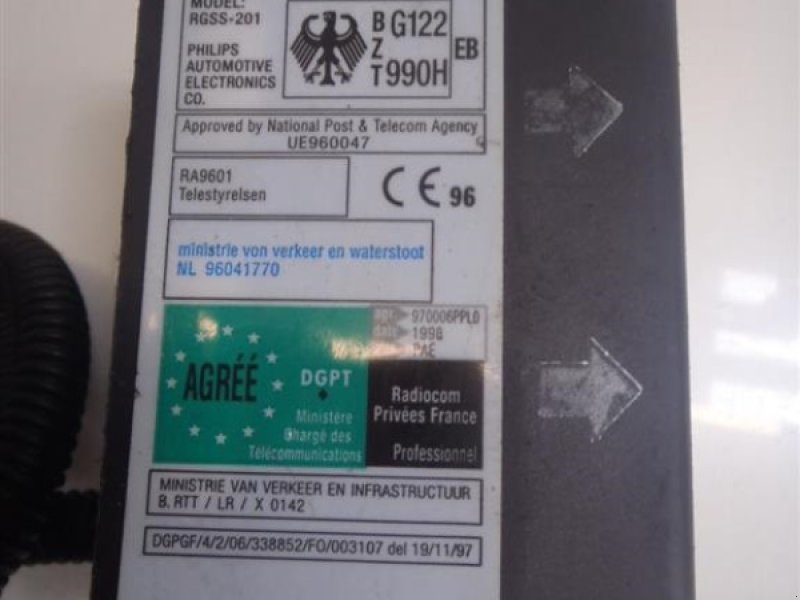 MODEL:
RGSS-201
PHILIPS
AUTOMOTIVE
ELECTRONICS
CO.
B
Z
T
G122
990H
EB
Approved by National Post & Telecom Agency
UE960047
RA9601
Telestyrelsen
CE 96
ministrie von verkeer en waterstoot
NL 96041770
AGRÉÉ
DGPT
Ministère
Chargé des
Télécommunications
970006PPL0
1998
PAE
Radiocom
Privées France
Professionnel
MINISTRIE VAN VERKEER EN INFRASTRUCTUUR
B. RTT / LR / X 0142
DGPGF/4/2/06/338852/FO/003107 del 19/11/97